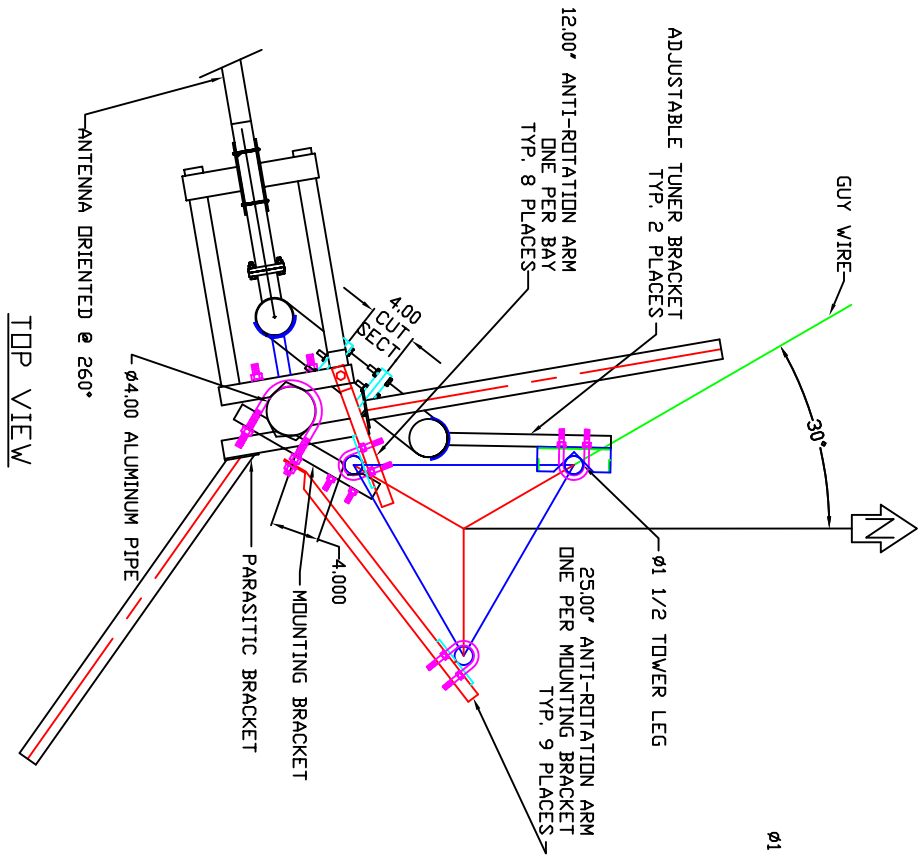 GUY WIRE
ADJUSTABLE TUNER BRACKET
TYP. 2 PLACES
12.00" ANTI-ROTATION ARM
ONE PER BAY
TYP. 8 PLACES
30°
N
4.00
CUT
SECT
ANTENNA ORIENTED @ 260°
ø1 1/2 TOWER LEG
25.00" ANTI-ROTATION ARM
ONE PER MOUNTING BRACKET
TYP. 9 PLACES
4.000
MOUNTING BRACKET
PARASITIC BRACKET
ø4.00 ALUMINUM PIPE
TOP VIEW
ø1